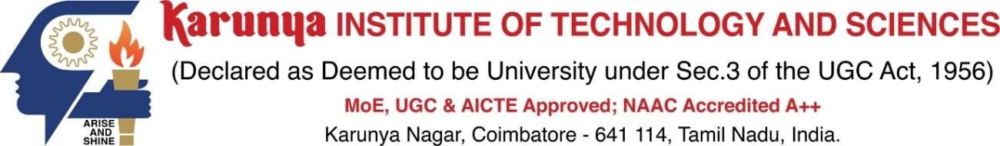 Karunya INSTITUTE OF TECHNOLOGY AND SCIENCES
(Declared as Deemed to be University under Sec.3 of the UGC Act, 1956)
MoE, UGC & AICTE Approved; NAAC Accredited A++
Karunya Nagar, Coimbatore - 641 114, Tamil Nadu, India.
ARISE
AND
SHINE